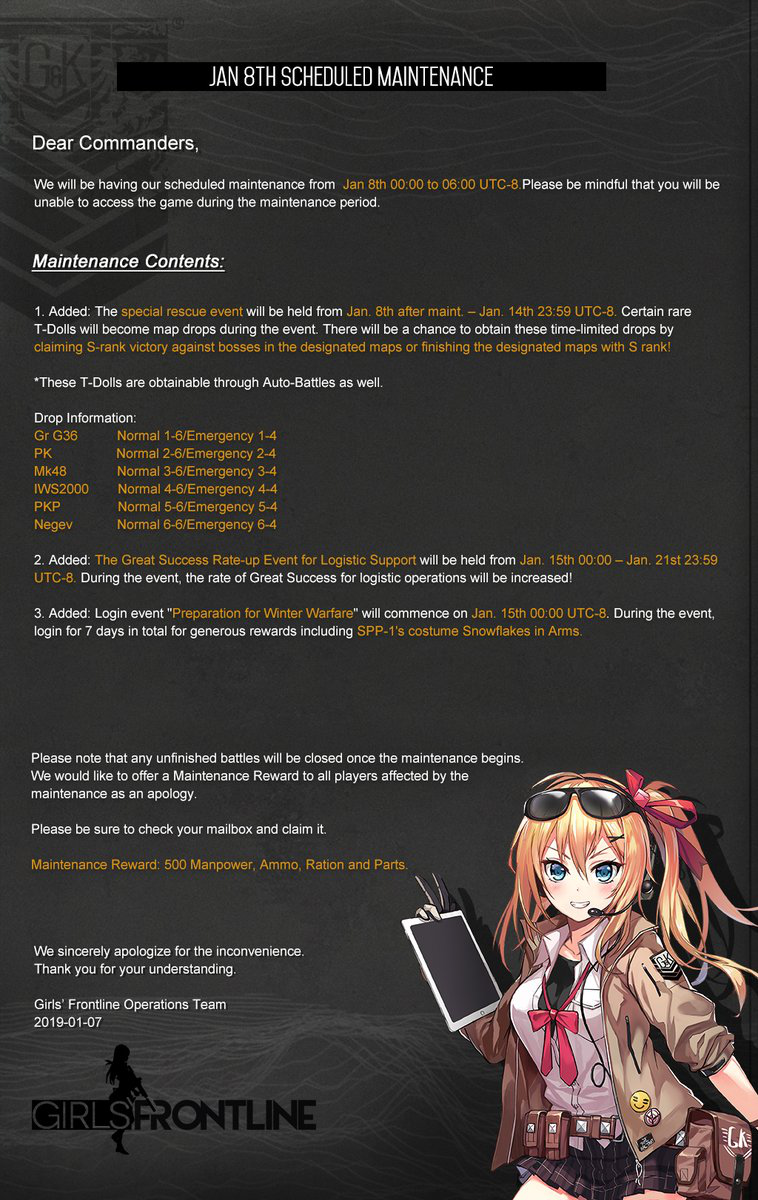 G&K
JAN 8TH SCHEDULED MAINTENANCE
Dear Commanders,
We will be having our scheduled maintenance from Jan 8th 00:00 to 06:00 UTC-8.Please be mindful that you will be
unable to access the game during the maintenance period.
Maintenance Contents:
1. Added: The special rescue event will be held from Jan. 8th after maint. – Jan. 14th 23:59 UTC-8. Certain rare
T-Dolls will become map drops during the event. There will be a chance to obtain these time-limited drops by
claiming S-rank victory against bosses in the designated maps or finishing the designated maps with S rank!
*These T-Dolls are obtainable through Auto-Battles as well.
Drop Information:
Gr G36 Normal 1-6/Emergency 1-4
PK Normal 2-6/Emergency 2-4
Mk48 Normal 3-6/Emergency 3-4
IWS2000 Normal 4-6/Emergency 4-4
PKP Normal 5-6/Emergency 5-4
Negev Normal 6-6/Emergency 6-4
2. Added: The Great Success Rate-up Event for Logistic Support will be held from Jan. 15th 00:00 – Jan. 21st 23:59
UTC-8. During the event, the rate of Great Success for logistic operations will be increased!
3. Added: Login event "Preparation for Winter Warfare" will commence on Jan. 15th 00:00 UTC-8. During the event,
login for 7 days in total for generous rewards including SPP-1's costume Snowflakes in Arms.
Please note that any unfinished battles will be closed once the maintenance begins.
We would like to offer a Maintenance Reward to all players affected by the
maintenance as an apology.
Please be sure to check your mailbox and claim it.
Maintenance Reward: 500 Manpower, Ammo, Ration and Parts.
We sincerely apologize for the inconvenience.
Thank you for your understanding.
Girls' Frontline Operations Team
2019-01-07
GIRLSFRONTLINE
G&K
GK